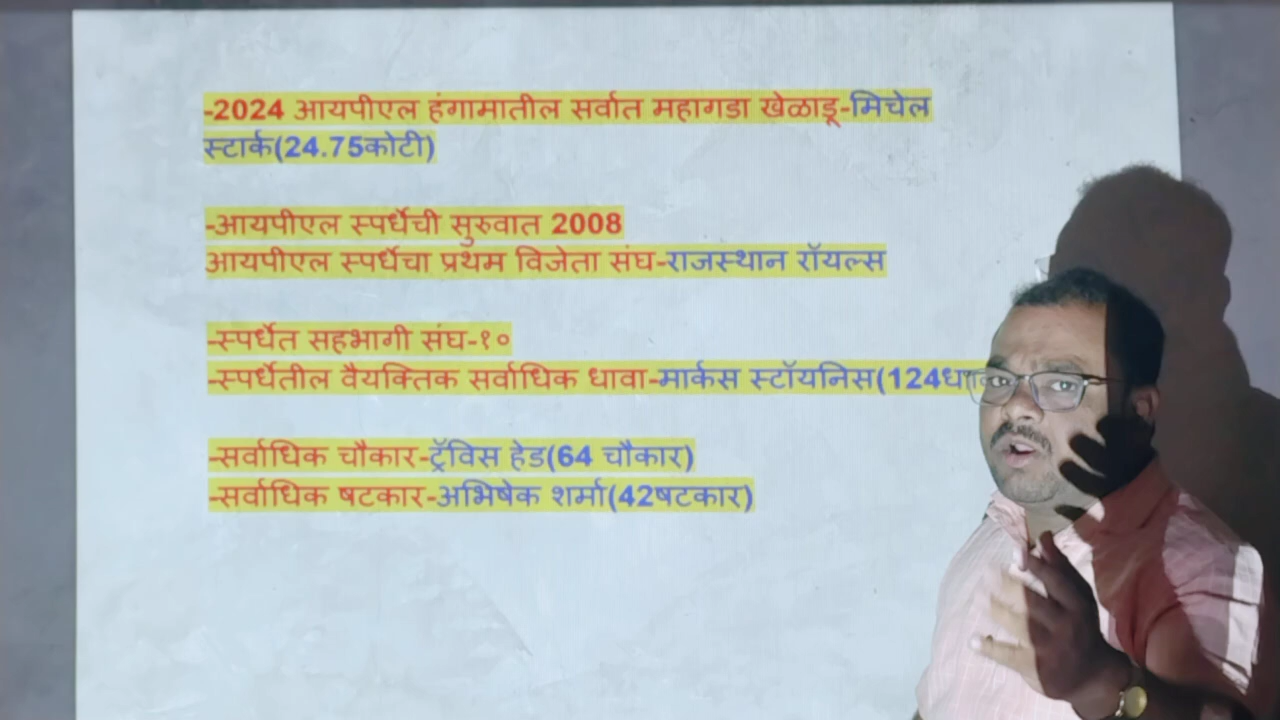 -2024 आयपीएल हंगामातील सर्वात महागडा खेळाडू-मिचेल
स्टार्क(24.75कोटी)
-आयपीएल स्पर्धेची सुरुवात 2008
आयपीएल स्पर्धेचा प्रथम विजेता संघ-राजस्थान रॉयल्स
-स्पर्धेत सहभागी संघ-१०
-स्पर्धेतील वैयक्तिक सर्वाधिक धावा-मार्कस स्टॉयनिस(124
-सर्वाधिक चौकार-ट्रॅविस हेड(64 चौकार)
-सर्वाधिक षटकार-अभिषेक शर्मा(42षटकार)